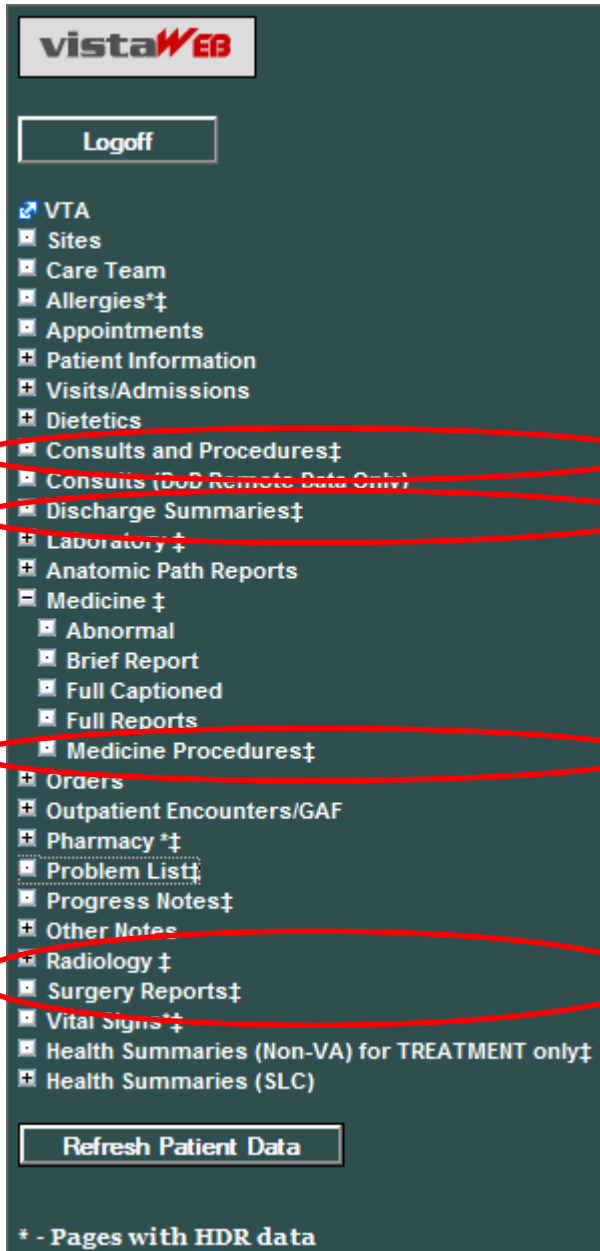 vistaWEB
Logoff
VTA
Sites
Care Team
Allergies*‡
Appointments
Patient Information
Visits/Admissions
Dietetics
Consults and Procedures‡
Consults (DoD Remote Data Only)
Discharge Summaries‡
Laboratory ‡
Anatomic Path Reports
Medicine ‡
Abnormal
Brief Report
Full Captioned
Full Reports
Medicine Procedures‡
Orders
Outpatient Encounters/GAF
Pharmacy *‡
Problem List‡
Progress Notes‡
Other Notes
Radiology ‡
Surgery Reports‡
Vital Signs*‡
Health Summaries (Non-VA) for TREATMENT only‡
Health Summaries (SLC)
Refresh Patient Data
* - Pages with HDR data